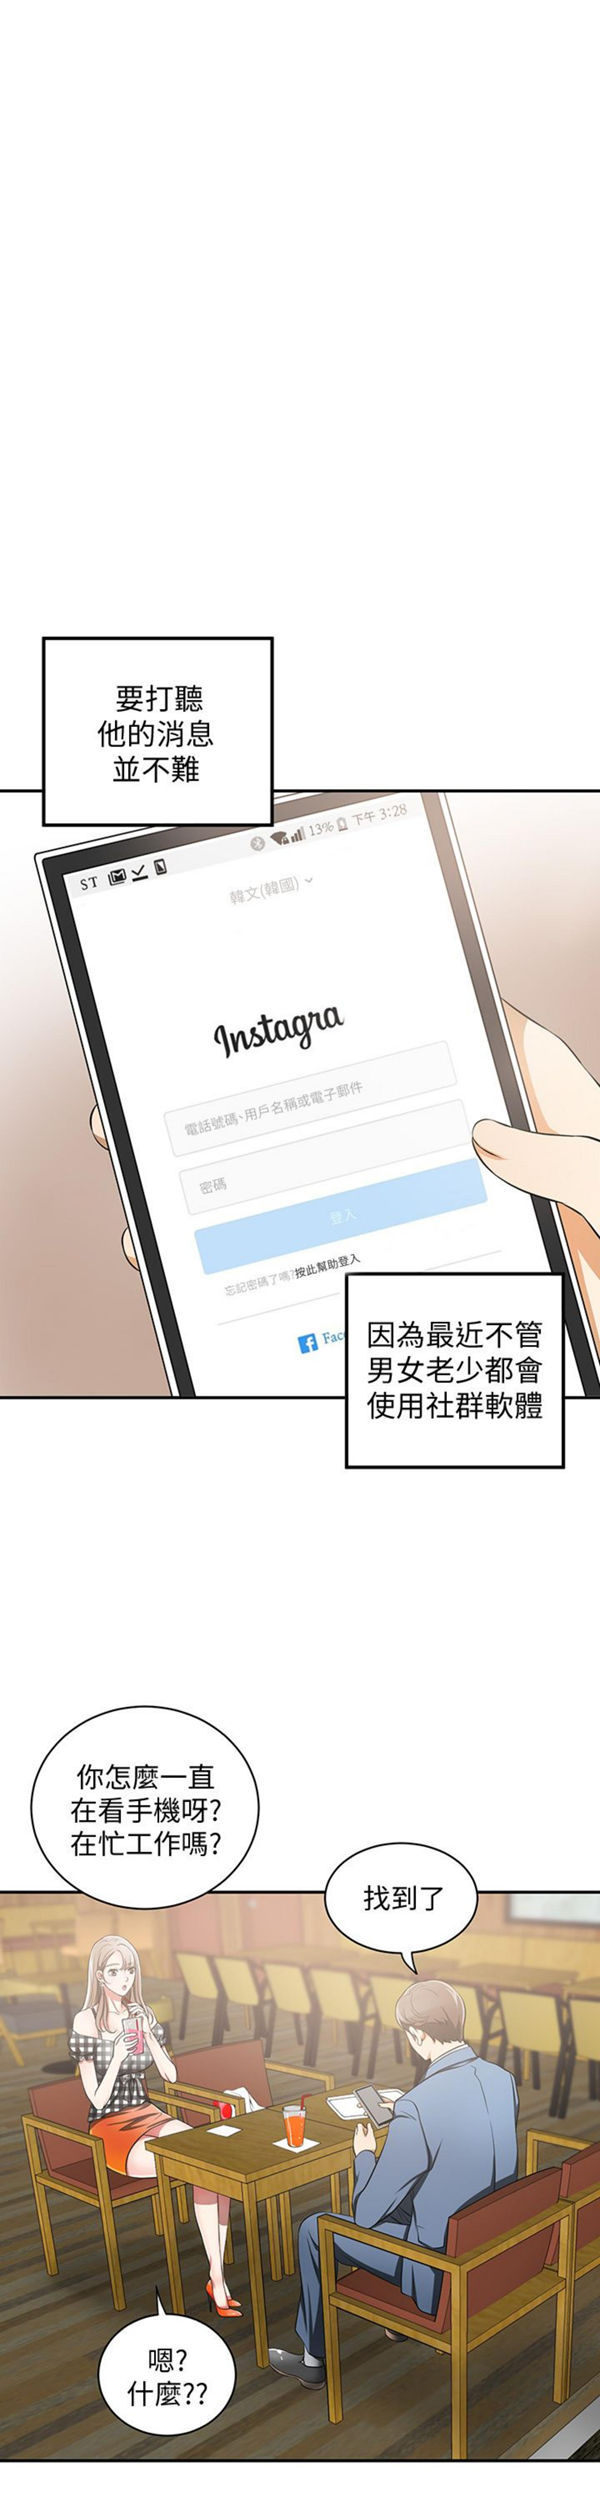 要打聽
他的消息
並不難
ST
13% 下午 3:28
韓文(韓國)
Instagra
電話號碼、用戶名稱或電子郵件
密碼
登入
忘記密碼了嗎?按此幫助登入
Face
因為最近不管
男女老少都會
使用社群軟體
你怎麼一直
在看手機呀?
在忙工作嗎?
找到了
嗯?
什麼??